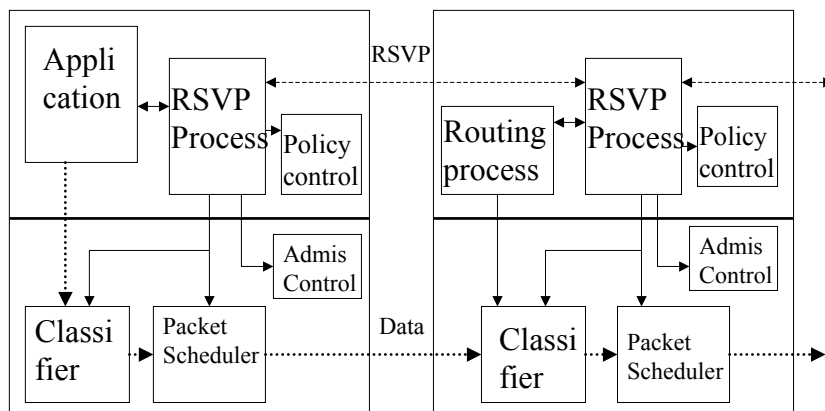 Appli
cation
RSVP
Process
Policy
control
Admis
Control
Classi
fier
Packet
Scheduler
RSVP
Data
Routing
process
RSVP
Process
Policy
control
Admis
Control
Classi
fier
Packet
Scheduler